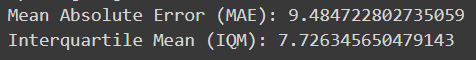 Mean Absolute Error (MAE): 9.484722802735059
Interquartile Mean (IQM): 7.726345650479143